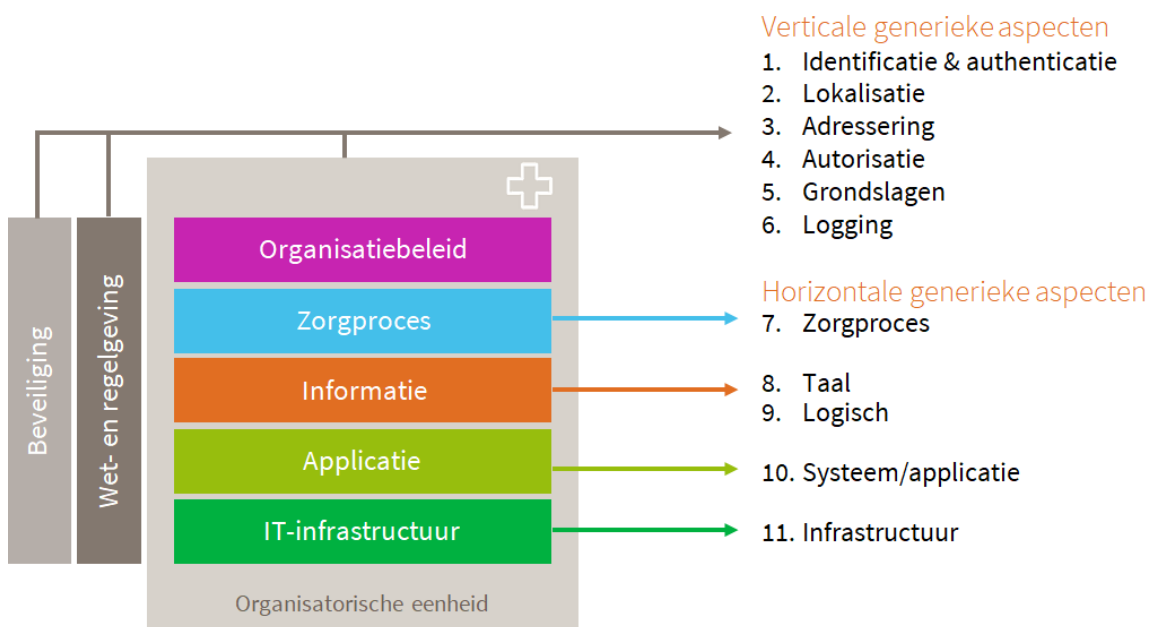 Verticale generieke aspecten
1. Identificatie & authenticatie
2. Lokalisatie
3. Adressering
4. Autorisatie
5. Grondslagen
6. Logging
Beveiliging
Wet- en regelgeving
Organisatiebeleid
Zorgproces
Informatie
Applicatie
IT-infrastructuur
Organisatorische eenheid
Horizontale generieke aspecten
7. Zorgproces
8. Taal
9. Logisch
10. Systeem/applicatie
11. Infrastructuur